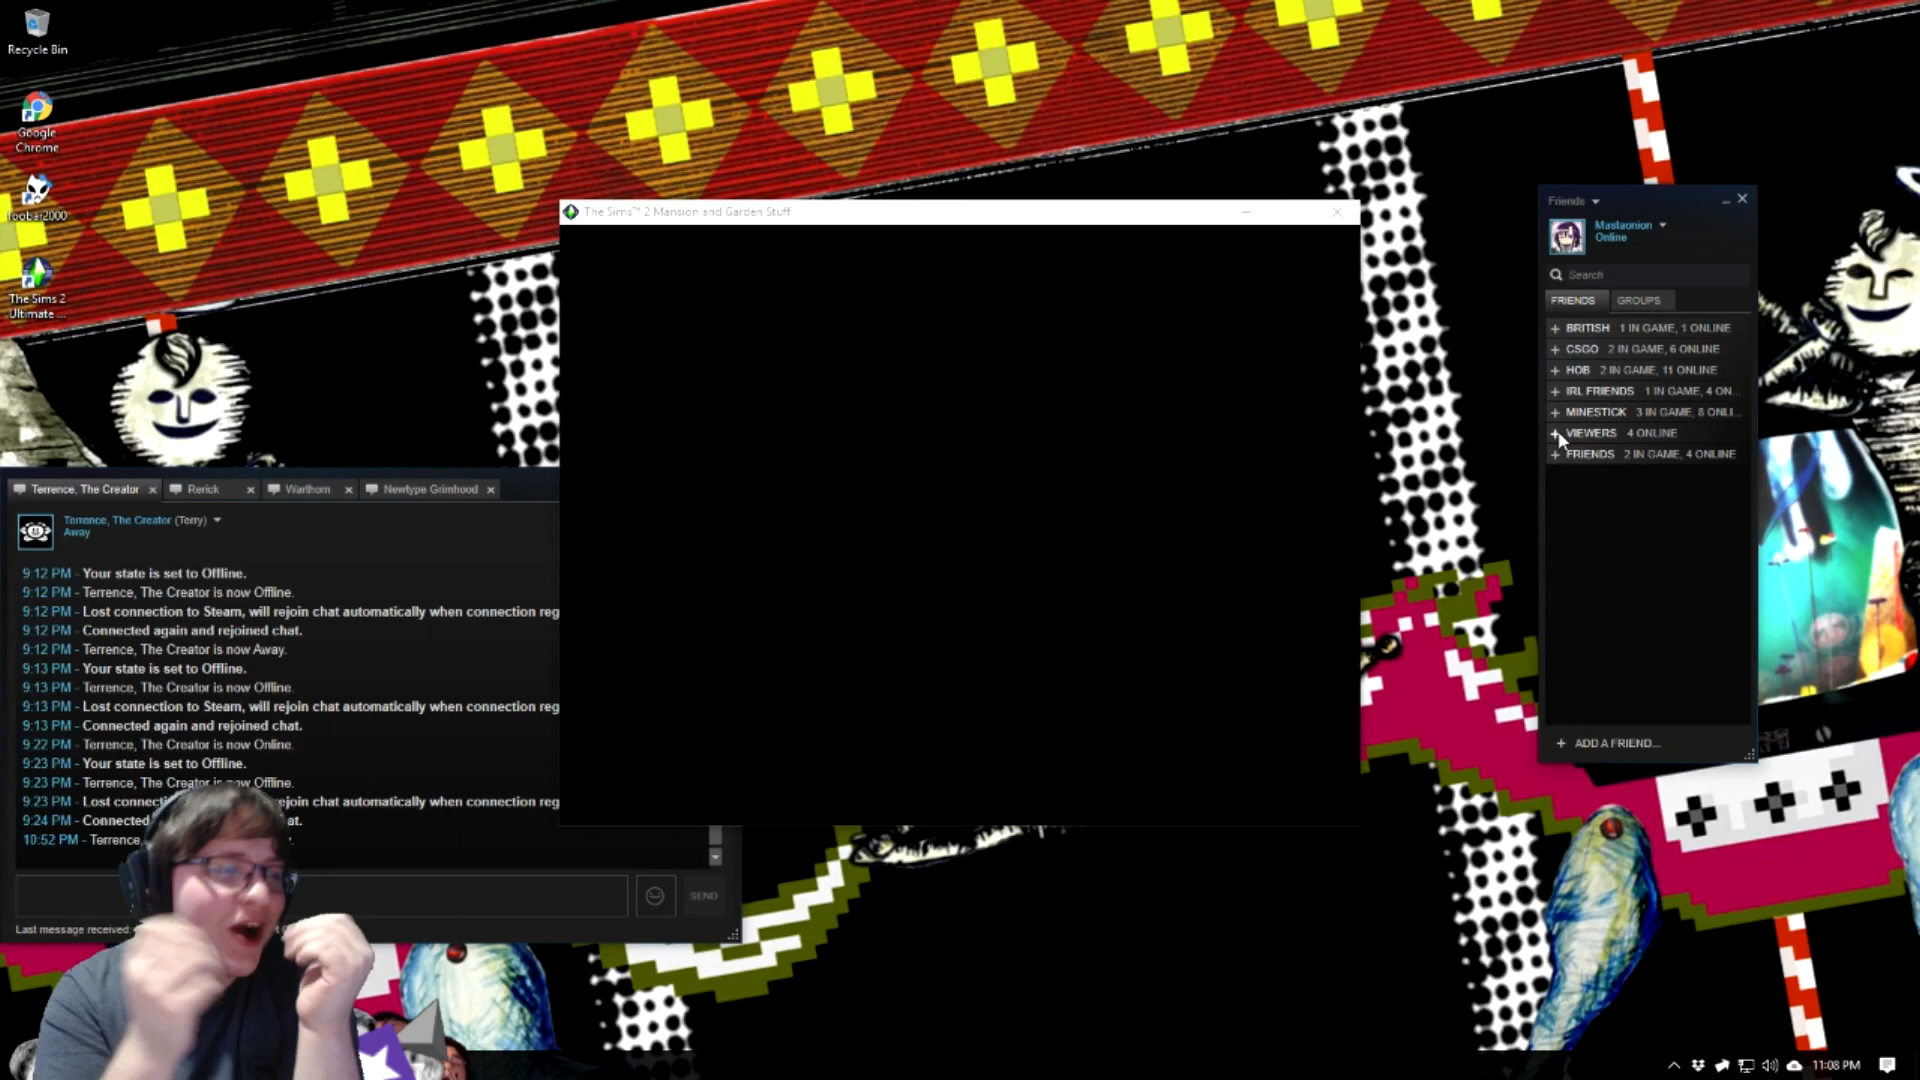 Recycle Bin
Google
Chrome
foobar2000
The Sims 2
Ultimate ...
The Sims™ 2 Mansion and Garden Stuff
Friends
Mastaonion
Online
Search
FRIENDS GROUPS
BRITISH 1 IN GAME, 1 ONLINE
CSGO 2 IN GAME, 6 ONLINE
HOB 2 IN GAME, 11 ONLINE
IRL FRIENDS 1 IN GAME, 4 ON...
MINESTICK 3 IN GAME, 8 ONLI...
VIEWERS 4 ONLINE
FRIENDS 2 IN GAME, 4 ONLINE
+ ADD A FRIEND...
Terrence, The Creator Rerick Warthorn Newtype Grimhood
Terrence, The Creator (Terry)
Away
9:12 PM - Your state is set to Offline.
9:12 PM - Terrence, The Creator is now Offline.
9:12 PM - Lost connection to Steam, will rejoin chat automatically when connection reg
9:12 PM - Connected again and rejoined chat.
9:12 PM - Terrence, The Creator is now Away.
9:13 PM - Your state is set to Offline.
9:13 PM - Terrence, The Creator is now Offline.
9:13 PM - Lost connection to Steam, will rejoin chat automatically when connection reg
9:13 PM - Connected again and rejoined chat.
9:22 PM - Terrence, The Creator is now Online.
9:23 PM - Your state is set to Offline.
9:23 PM - Terrence, The Creator is now Offline.
9:23 PM - Lost connecti rejoin chat automatically when connection reg
9:24 PM - Connected at.
10:52 PM - Terrence,
SEND
Last message received:
11:08 PM